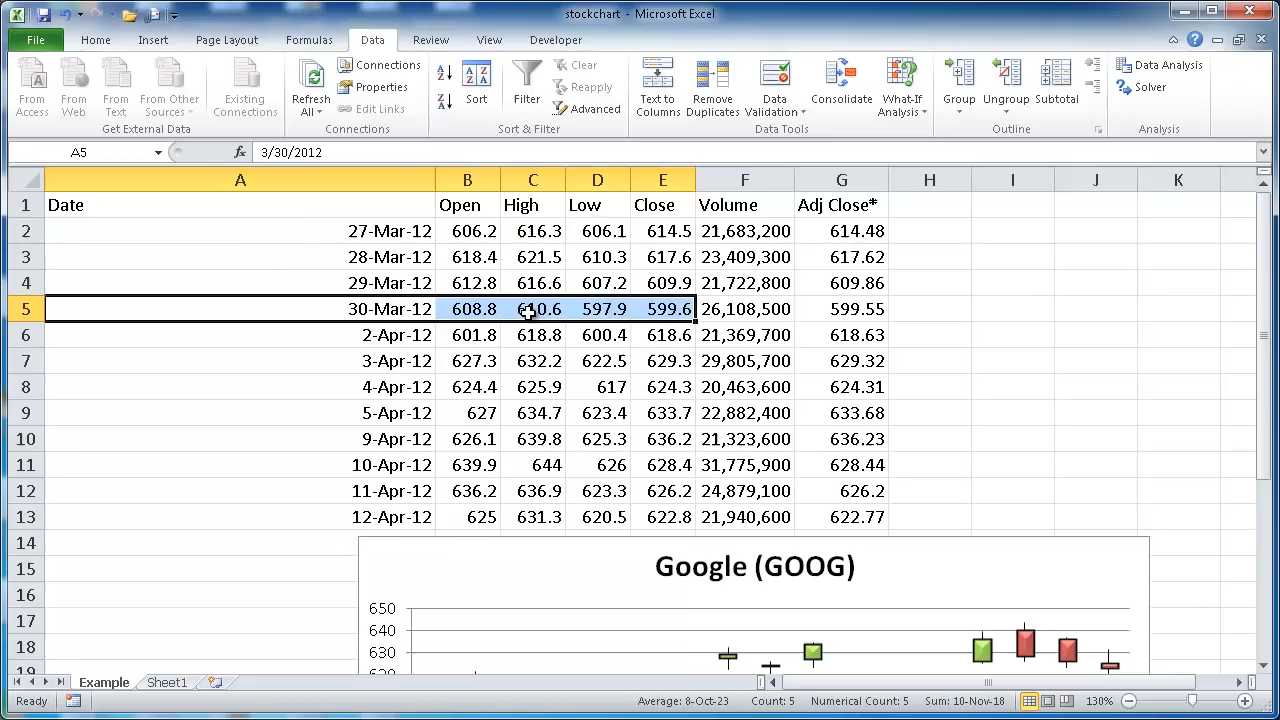 stockchart - Microsoft Excel
File Home Insert Page Layout Formulas Data Review View Developer
From Access From Web From Text From Other Sources Existing Connections
Get External Data
Refresh All Connections Properties Edit Links
Connections
Sort Filter Clear Reapply Advanced
Sort & Filter
Text to Columns Remove Duplicates Data Validation Consolidate What-If Analysis
Data Tools
Group Ungroup Subtotal
Outline
Data Analysis Solver
Analysis
A5 fx 3/30/2012
A B C D E F G H I J K
1 Date Open High Low Close Volume Adj Close*
2 27-Mar-12 606.2 616.3 606.1 614.5 21,683,200 614.48
3 28-Mar-12 618.4 621.5 610.3 617.6 23,409,300 617.62
4 29-Mar-12 612.8 616.6 607.2 609.9 21,722,800 609.86
5 30-Mar-12 608.8 610.6 597.9 599.6 26,108,500 599.55
6 2-Apr-12 601.8 618.8 600.4 618.6 21,369,700 618.63
7 3-Apr-12 627.3 632.2 622.5 629.3 29,805,700 629.32
8 4-Apr-12 624.4 625.9 617 624.3 20,463,600 624.31
9 5-Apr-12 627 634.7 623.4 633.7 22,882,400 633.68
10 9-Apr-12 626.1 639.8 625.3 636.2 21,323,600 636.23
11 10-Apr-12 639.9 644 626 628.4 31,775,900 628.44
12 11-Apr-12 636.2 636.9 623.3 626.2 24,879,100 626.2
13 12-Apr-12 625 631.3 620.5 622.8 21,940,600 622.77
14
15 Google (GOOG)
16
17 650
18 640
630
19 620
Example Sheet1
Ready Average: 8-Oct-23 Count: 5 Numerical Count: 5 Sum: 10-Nov-18 130%